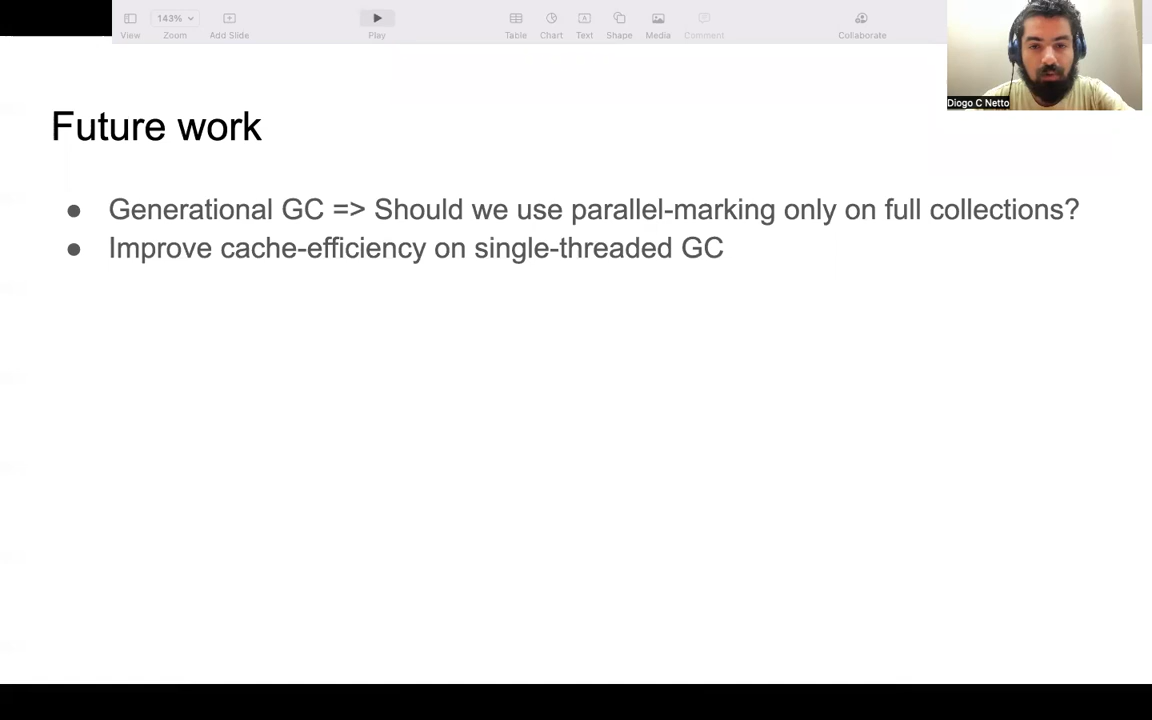 143%
View
Zoom
Add Slide
Play
Table
Chart
Text
Shape
Media
Comment
Collaborate
Diogo C Netto
Future work
● Generational GC => Should we use parallel-marking only on full collections?
● Improve cache-efficiency on single-threaded GC